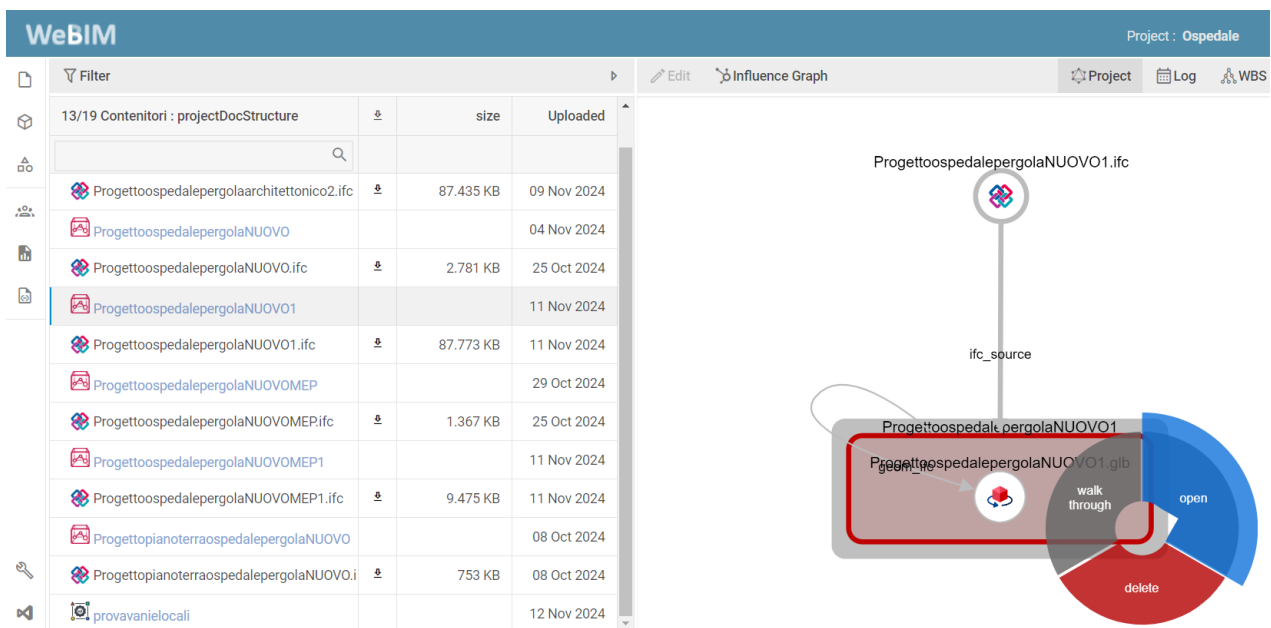 WeBIM
Project : Ospedale
Filter
Edit
Influence Graph
Project
Log
WBS
13/19 Contenitori : projectDocStructure size Uploaded
Progettoospedalepergolaarchitettonico2.ifc 87.435 KB 09 Nov 2024
ProgettoospedalepergolaNUOVO 04 Nov 2024
ProgettoospedalepergolaNUOVO.ifc 2.781 KB 25 Oct 2024
ProgettoospedalepergolaNUOVO1 11 Nov 2024
ProgettoospedalepergolaNUOVO1.ifc 87.773 KB 11 Nov 2024
ProgettoospedalepergolaNUOVOMEP 29 Oct 2024
ProgettoospedalepergolaNUOVOMEP.ifc 1.367 KB 25 Oct 2024
ProgettoospedalepergolaNUOVOMEP1 11 Nov 2024
ProgettoospedalepergolaNUOVOMEP1.ifc 9.475 KB 11 Nov 2024
ProgettopianoterraospedalepergolaNUOVO 08 Oct 2024
ProgettopianoterraospedalepergolaNUOVO.i 753 KB 08 Oct 2024
provavanielocali 12 Nov 2024
ProgettoospedalepergolaNUOVO1.ifc
ifc_source
ProgettoospedalepergolaNUOVO1
ProgettoospedalepergolaNUOVO1.glb
geom_ifc
walk
through
open
delete